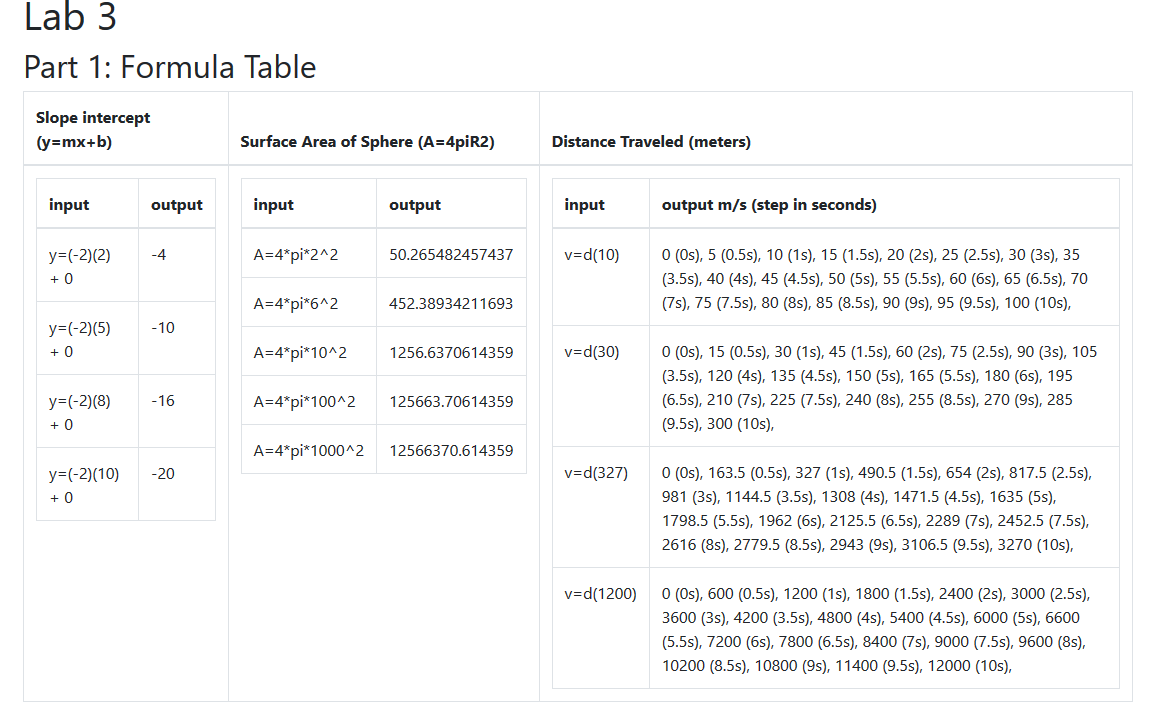 Lab 3
Part 1: Formula Table
Slope intercept
(y=mx+b)
Surface Area of Sphere (A=4piR2)
Distance Traveled (meters)
input
output
y=(-2)(2)
+ 0
-4
y=(-2)(5)
+ 0
-10
y=(-2)(8)
+ 0
-16
y=(-2)(10)
+ 0
-20
input
output
A=4*pi*2^2
50.265482457437
A=4*pi*6^2
452.38934211693
A=4*pi*10^2
1256.6370614359
A=4*pi*100^2
125663.70614359
A=4*pi*1000^2
12566370.614359
input
output m/s (step in seconds)
v=d(10)
0 (0s), 5 (0.5s), 10 (1s), 15 (1.5s), 20 (2s), 25 (2.5s), 30 (3s), 35
(3.5s), 40 (4s), 45 (4.5s), 50 (5s), 55 (5.5s), 60 (6s), 65 (6.5s), 70
(7s), 75 (7.5s), 80 (8s), 85 (8.5s), 90 (9s), 95 (9.5s), 100 (10s),
v=d(30)
0 (0s), 15 (0.5s), 30 (1s), 45 (1.5s), 60 (2s), 75 (2.5s), 90 (3s), 105
(3.5s), 120 (4s), 135 (4.5s), 150 (5s), 165 (5.5s), 180 (6s), 195
(6.5s), 210 (7s), 225 (7.5s), 240 (8s), 255 (8.5s), 270 (9s), 285
(9.5s), 300 (10s),
v=d(327)
0 (0s), 163.5 (0.5s), 327 (1s), 490.5 (1.5s), 654 (2s), 817.5 (2.5s),
981 (3s), 1144.5 (3.5s), 1308 (4s), 1471.5 (4.5s), 1635 (5s),
1798.5 (5.5s), 1962 (6s), 2125.5 (6.5s), 2289 (7s), 2452.5 (7.5s),
2616 (8s), 2779.5 (8.5s), 2943 (9s), 3106.5 (9.5s), 3270 (10s),
v=d(1200)
0 (0s), 600 (0.5s), 1200 (1s), 1800 (1.5s), 2400 (2s), 3000 (2.5s),
3600 (3s), 4200 (3.5s), 4800 (4s), 5400 (4.5s), 6000 (5s), 6600
(5.5s), 7200 (6s), 7800 (6.5s), 8400 (7s), 9000 (7.5s), 9600 (8s),
10200 (8.5s), 10800 (9s), 11400 (9.5s), 12000 (10s),